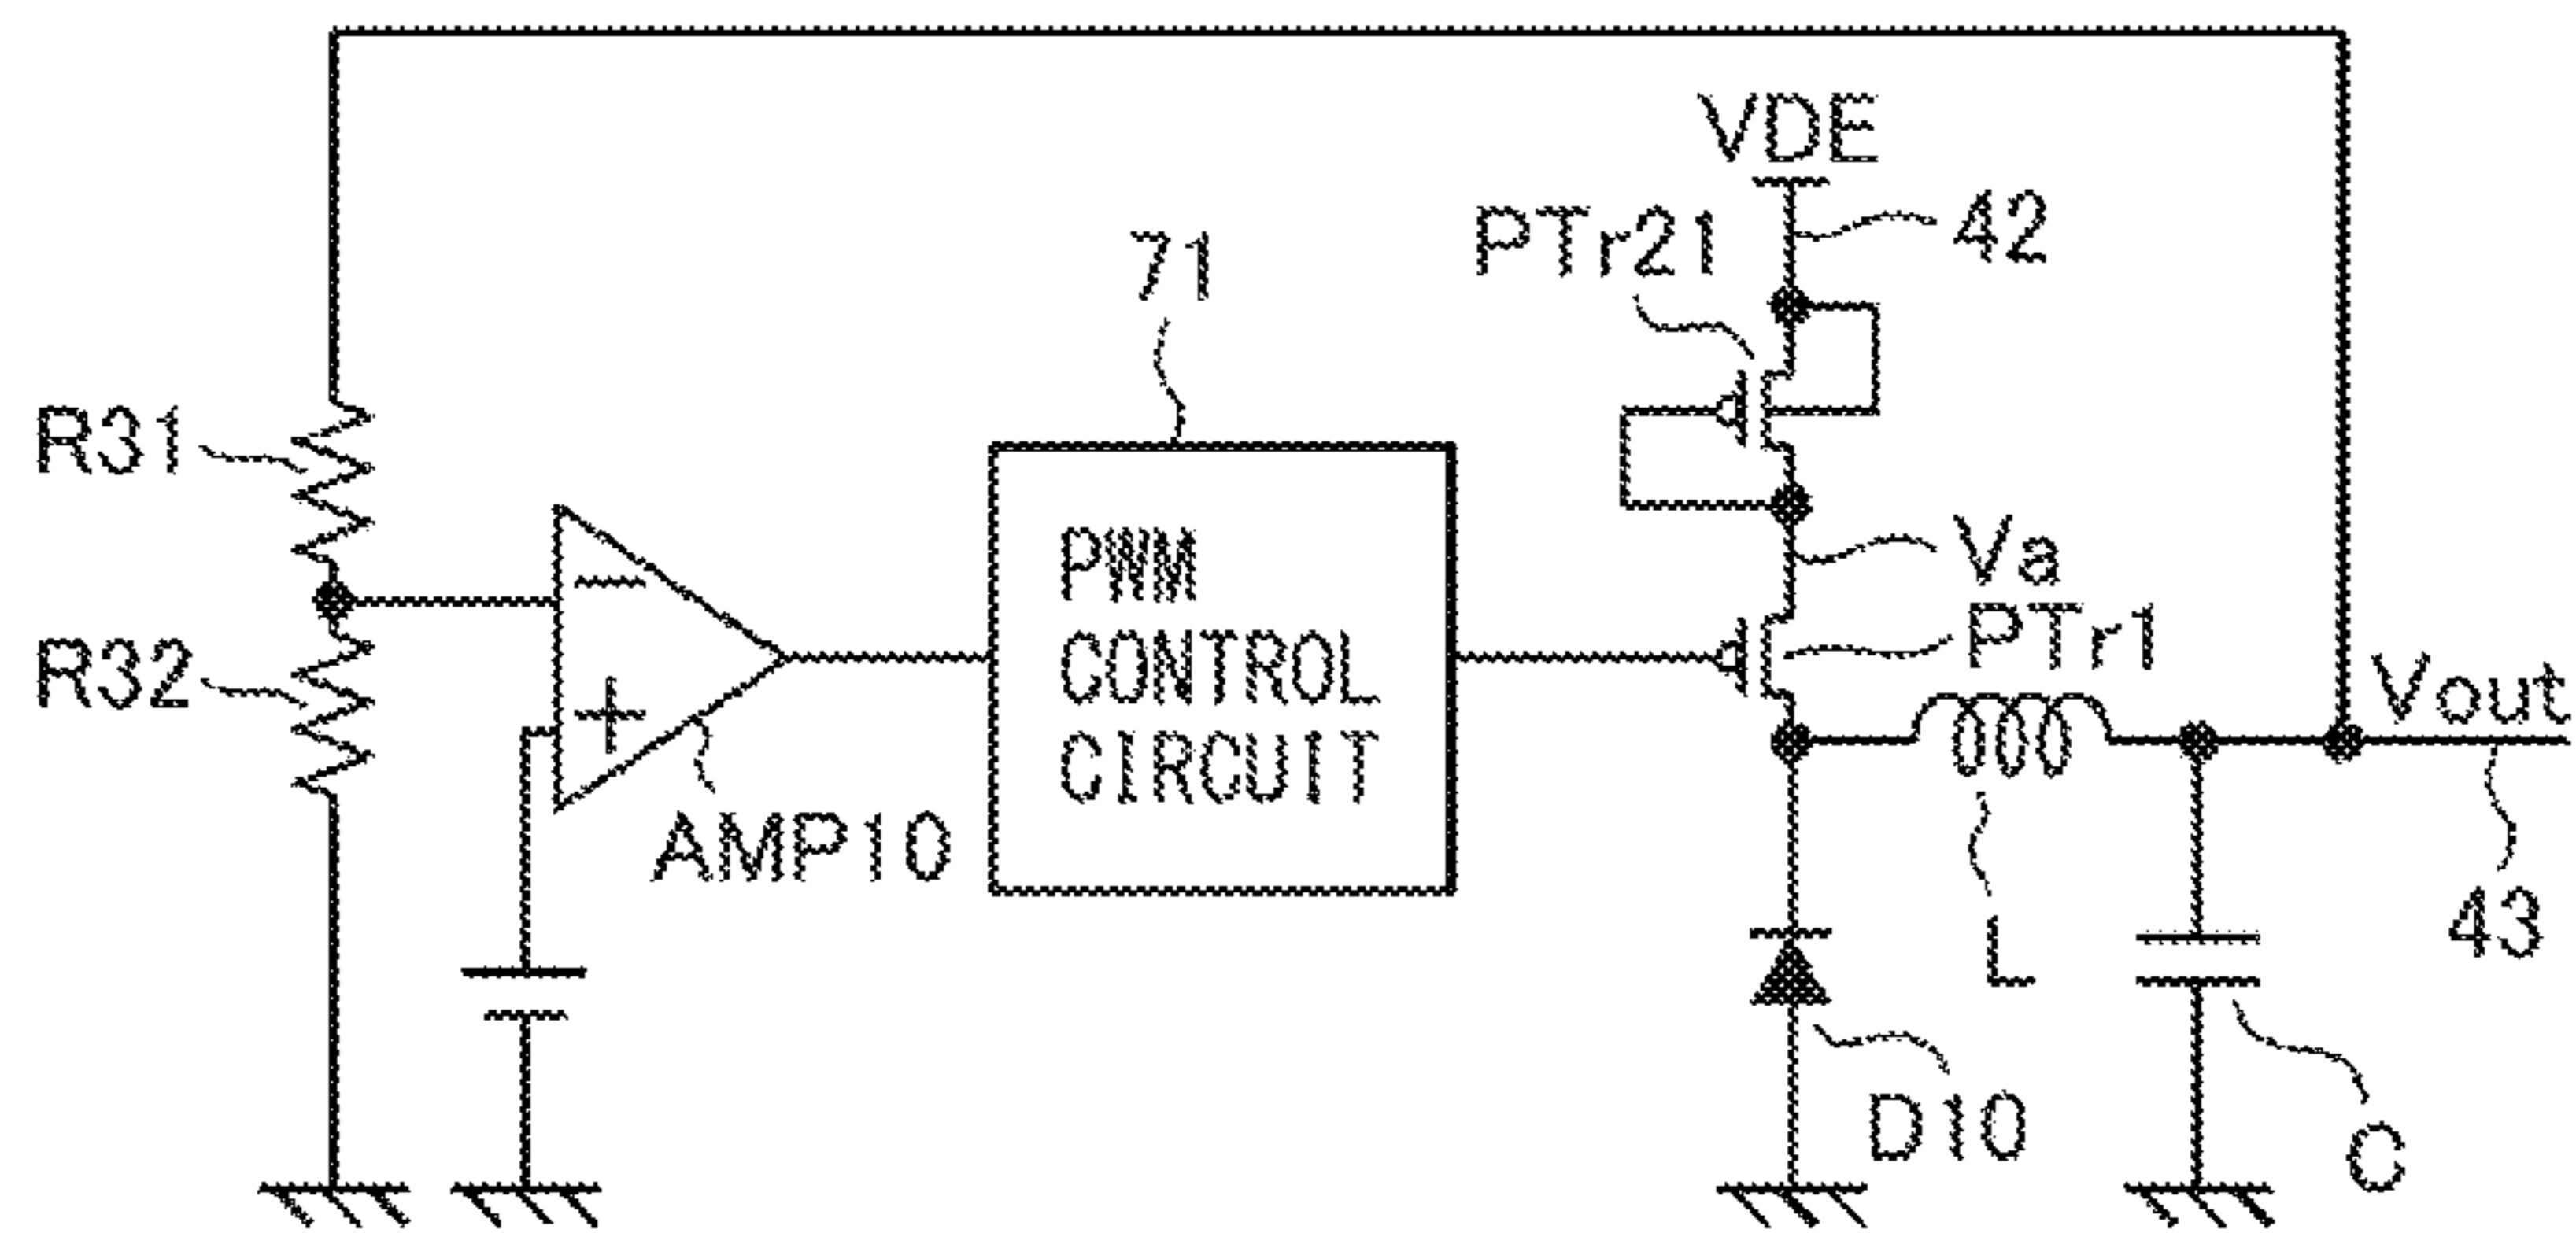 VDE
PTr21
42
71
R31
Va
PWM
CONTROL
CIRCUIT
PTr1
R32
−
+
Vout
AMP10
L
43
D10
C